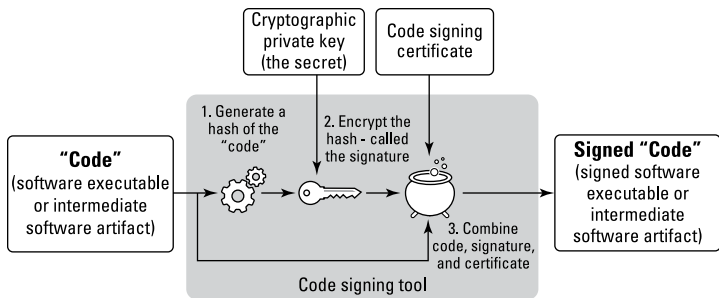 Cryptographic
private key
(the secret)
Code signing
certificate
1. Generate a
hash of the
“code”
2. Encrypt the
hash - called
the signature
“Code”
(software executable
or intermediate
software artifact)
Signed “Code”
(signed software
executable or
intermediate
software artifact)
3. Combine
code, signature,
and certificate
Code signing tool